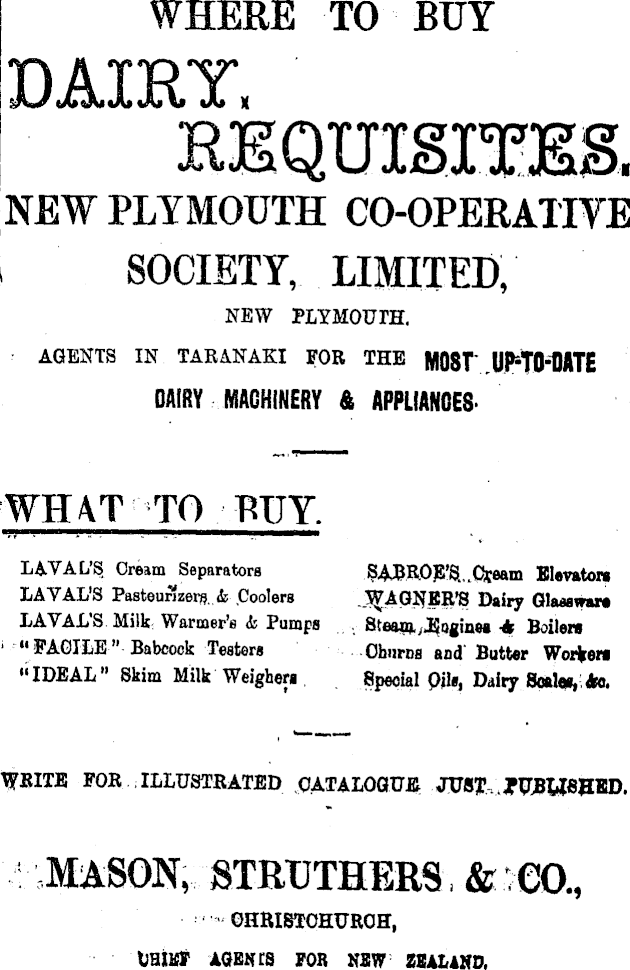 WHERE TO BUY
DAIRY
REQUISITES.
NEW PLYMOUTH CO-OPERATIVE
SOCIETY, LIMITED,
NEW PLYMOUTH.
AGENTS IN TARANAKI FOR THE MOST UP-TO-DATE
DAIRY MACHINERY & APPLIANCES.
WHAT TO BUY.
LAVAL'S Cream Separators
LAVAL'S Pasteurizers & Coolers
LAVAL'S Milk Warmer's & Pumps
"FACILE" Babcock Testers
"IDEAL" Skim Milk Weighers
SABROE'S Cream Elevators
WAGNER'S Dairy Glassware
Steam Engines & Boilers
Churns and Butter Workers
Special Oils, Dairy Scales, &c.
WRITE FOR ILLUSTRATED CATALOGUE JUST PUBLISHED.
MASON, STRUTHERS & CO.,
CHRISTCHURCH,
CHIEF AGENTS FOR NEW ZEALAND.